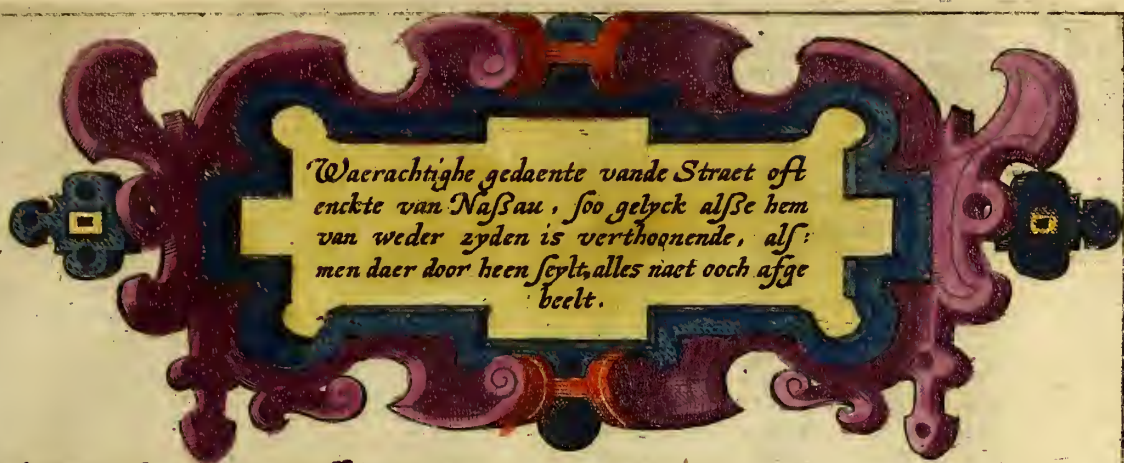 Waerachtighe gedaente vande Straet oft
enckte van Naßau, ſoo gelyck alſſe hem
van weder zyden is verthoonende, alſ:
men daer door heen ſeylt, alles naet ooch afge
beelt.